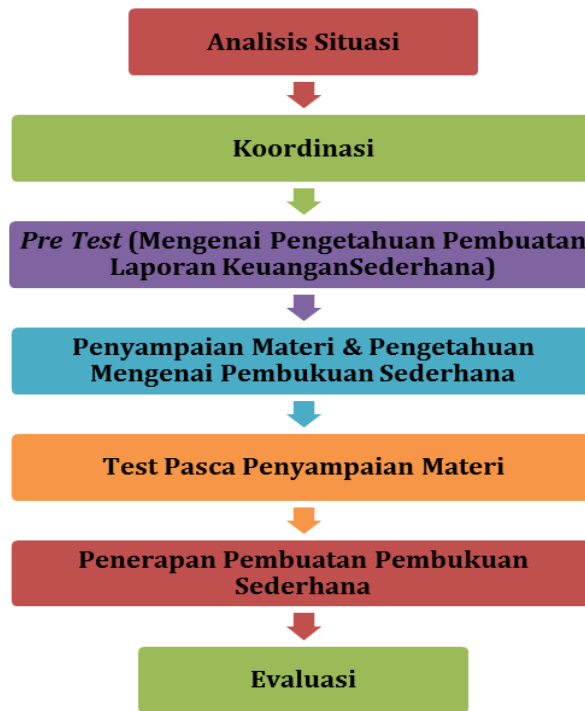 Analisis Situasi
Koordinasi
Pre Test (Mengenai Pengetahuan Pembuatan
Laporan KeuanganSederhana)
Penyampaian Materi & Pengetahuan
Mengenai Pembukuan Sederhana
Test Pasca Penyampaian Materi
Penerapan Pembuatan Pembukuan
Sederhana
Evaluasi